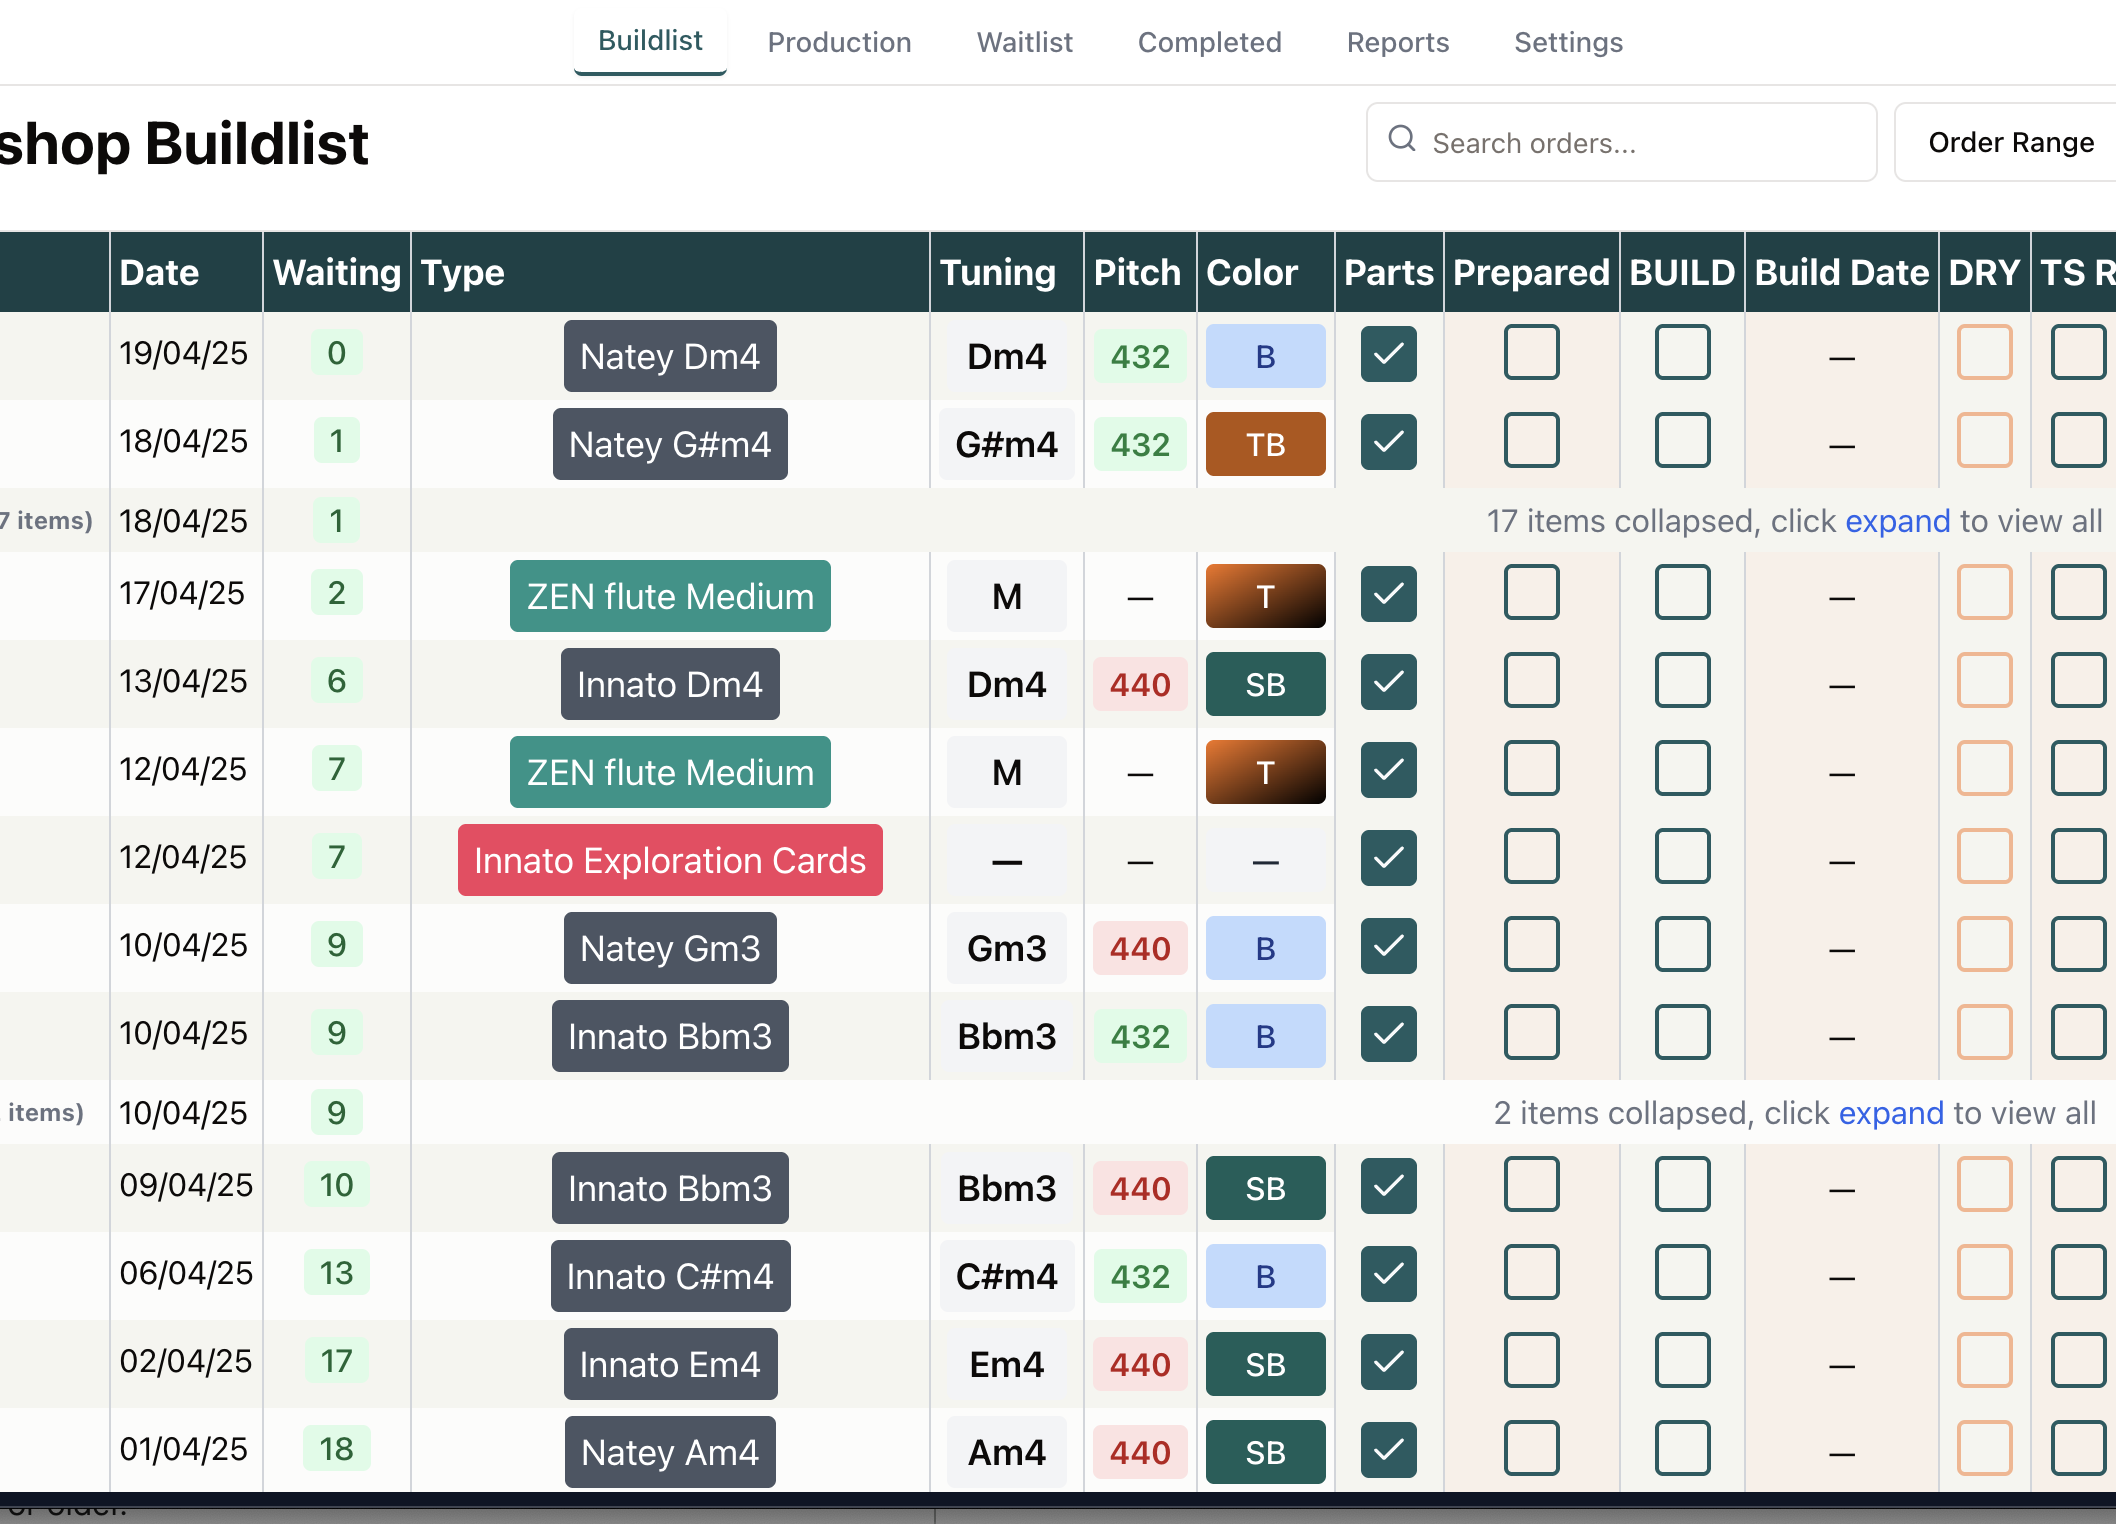 Buildlist Production Waitlist Completed Reports Settings
shop Buildlist
Search orders...
Order Range
Date Waiting Type Tuning Pitch Color Parts Prepared BUILD Build Date DRY TS R
19/04/25 0 Natey Dm4 Dm4 432 B —
18/04/25 1 Natey G#m4 G#m4 432 TB —
7 items) 18/04/25 1 17 items collapsed, click expand to view all
17/04/25 2 ZEN flute Medium M — T —
13/04/25 6 Innato Dm4 Dm4 440 SB —
12/04/25 7 ZEN flute Medium M — T —
12/04/25 7 Innato Exploration Cards — — — —
10/04/25 9 Natey Gm3 Gm3 440 B —
10/04/25 9 Innato Bbm3 Bbm3 432 B —
items) 10/04/25 9 2 items collapsed, click expand to view all
09/04/25 10 Innato Bbm3 Bbm3 440 SB —
06/04/25 13 Innato C#m4 C#m4 432 B —
02/04/25 17 Innato Em4 Em4 440 SB —
01/04/25 18 Natey Am4 Am4 440 SB —